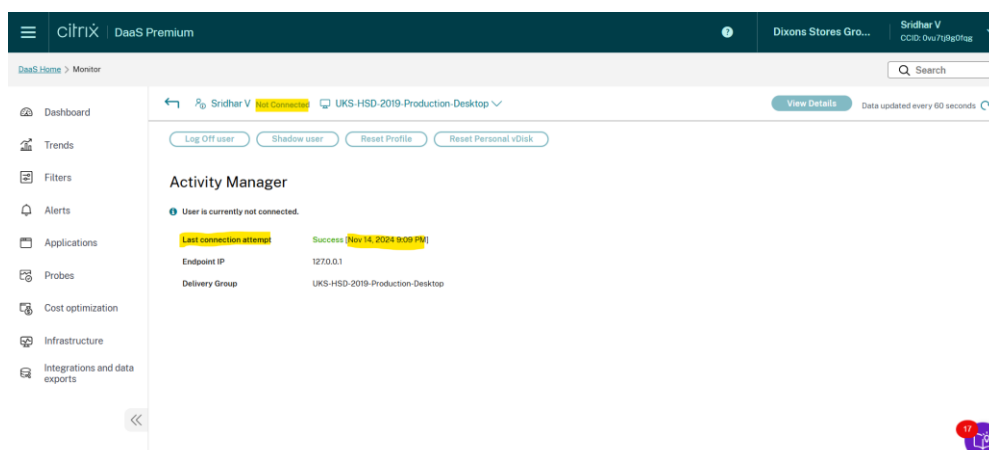 citrix DaaS Premium
Dixons Stores Gro...
Sridhar V
CCID: 0vu7tj9g0fqg
DaaS Home > Monitor
Search
Dashboard
Trends
Filters
Alerts
Applications
Probes
Cost optimization
Infrastructure
Integrations and data
exports
Sridhar V Not Connected UKS-HSD-2019-Production-Desktop
View Details Data updated every 60 seconds
Log Off user Shadow user Reset Profile Reset Personal vDisk
Activity Manager
User is currently not connected.
Last connection attempt Success [Nov 14, 2024 9:09 PM]
Endpoint IP 127.0.0.1
Delivery Group UKS-HSD-2019-Production-Desktop
17